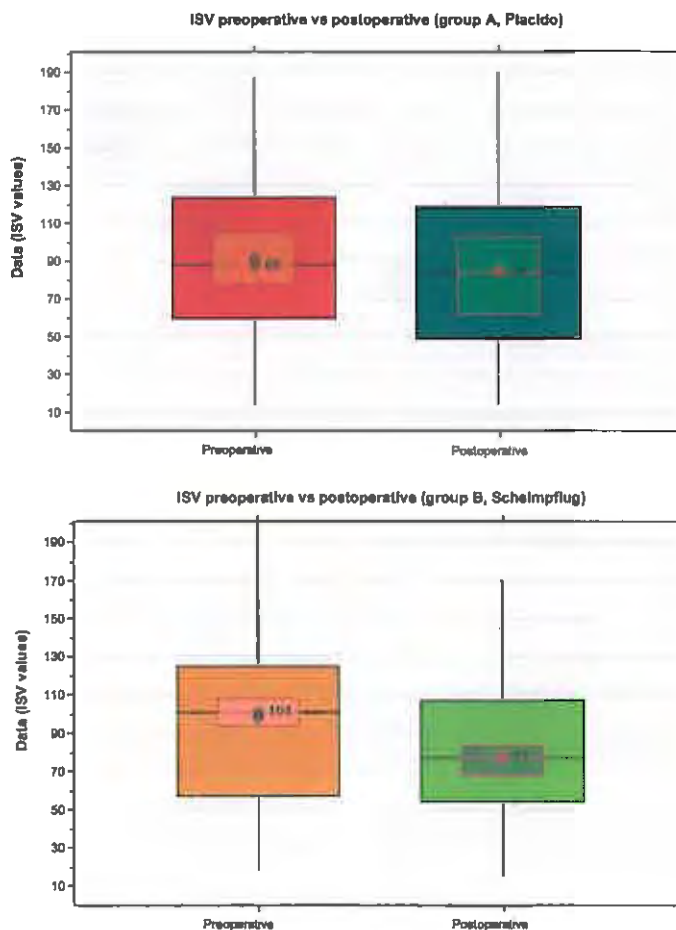 ISV preoperative vs postoperative (group A, Placido)
Data (ISV values)
190
170
150
130
110
90
70
50
30
10
Preoperative
Postoperative
ISV preoperative vs postoperative (group B, Scheimpflug)
Data (ISV values)
190
170
150
130
110
90
70
50
30
10
Preoperative
Postoperative